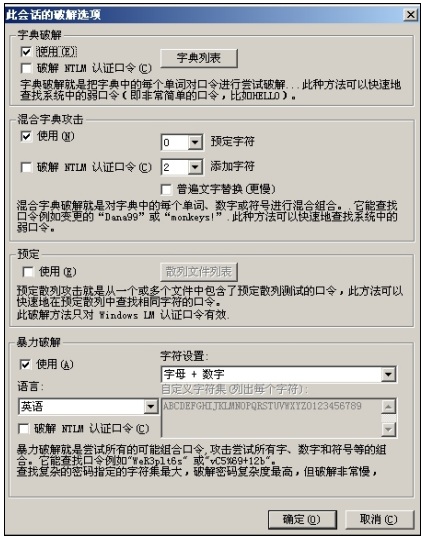 此会话的破解选项
字典破解
使用(E)
字典列表
破解 NTLM 认证口令(C)
字典破解就是把字典中的每个单词对口令进行尝试破解...此种方法可以快速地
查找系统中的弱口令(即非常简单的口令,比如HELLO)。
混合字典攻击
使用(N)
0
预定字符
破解 NTLM 认证口令(C)
2
添加字符
普遍文字替换(更慢)
混合字典破解就是对字典中的每个单词、数字或符号进行混合组合。.它能查找
口令例如变更的“Dana99”或“monkeys!”.此种方法可以快速地查找系统中的
弱口令。
预定
使用(E)
散列文件列表
预定散列攻击就是从一个或多个文件中包含了预定散列测试的口令,此方法可以
快速地在预定散列中查找相同字符的口令。
此破解方法只对 Windows LM 认证口令有效.
暴力破解
使用(A)
字符设置:
字母 + 数字
语言:
自定义字符集(列出每个字符):
英语
ABCDEFGHIJKLMNOPQRSTUVWXYZ0123456789
破解 NTLM 认证口令(C)
暴力破解就是尝试所有的可能组合口令,攻击尝试所有字、数字和符号等的组
合。它能查找口令例如"WeR3plt6s" 或"vC5%69+12b"。
查找复杂的密码指定的字符集最大,破解密码复杂度最高,但破解非常慢,
确定(O)
取消(C)